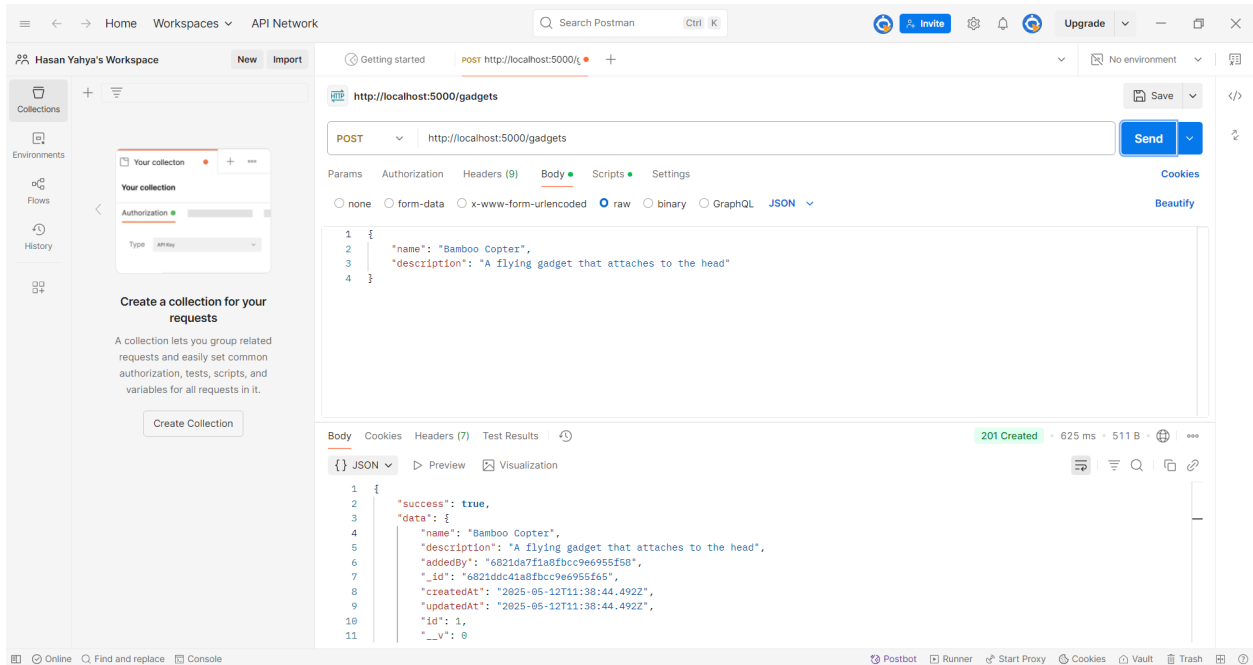 Home Workspaces API Network Search Postman Ctrl K Invite Upgrade
Hasan Yahya's Workspace New Import Getting started POST http://localhost:5000/g No environment
Collections
Environments
Flows
History
Your collecton
Your collection
Authorization
Type API Key
Create a collection for your
requests
A collection lets you group related
requests and easily set common
authorization, tests, scripts, and
variables for all requests in it.
Create Collection
HTTP http://localhost:5000/gadgets Save
POST http://localhost:5000/gadgets Send
Params Authorization Headers (9) Body Scripts Settings Cookies
none form-data x-www-form-urlencoded raw binary GraphQL JSON Beautify
1 {
2 "name": "Bamboo Copter",
3 "description": "A flying gadget that attaches to the head"
4 }
Body Cookies Headers (7) Test Results 201 Created 625 ms 511 B
{} JSON Preview Visualization
1 {
2 "success": true,
3 "data": {
4 "name": "Bamboo Copter",
5 "description": "A flying gadget that attaches to the head",
6 "addedBy": "6821da7f1a8fbcc9e6955f58",
7 "_id": "6821ddc41a8fbcc9e6955f65",
8 "createdAt": "2025-05-12T11:38:44.492Z",
9 "updatedAt": "2025-05-12T11:38:44.492Z",
10 "id": 1,
11 "__v": 0
Online Find and replace Console Postbot Runner Start Proxy Cookies Vault Trash